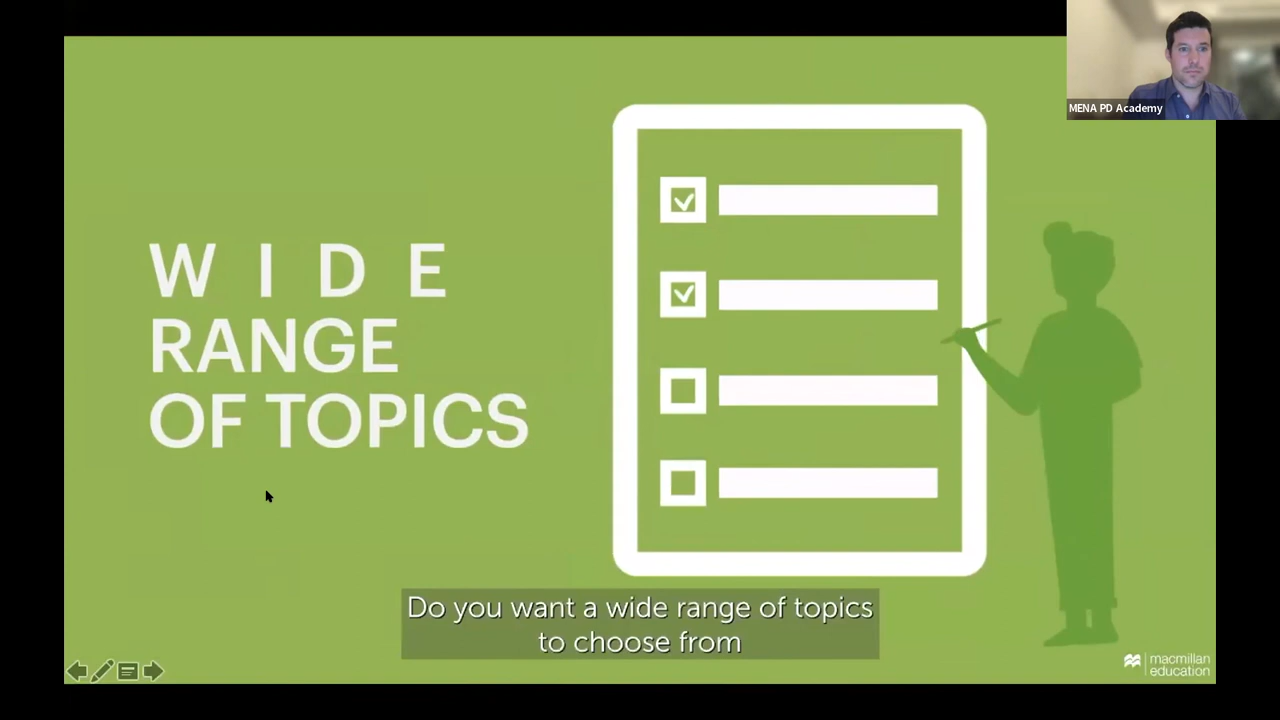 MENA PD Academy
W I D E
RANGE
OF TOPICS
Do you want a wide range of topics
to choose from
macmillan
education